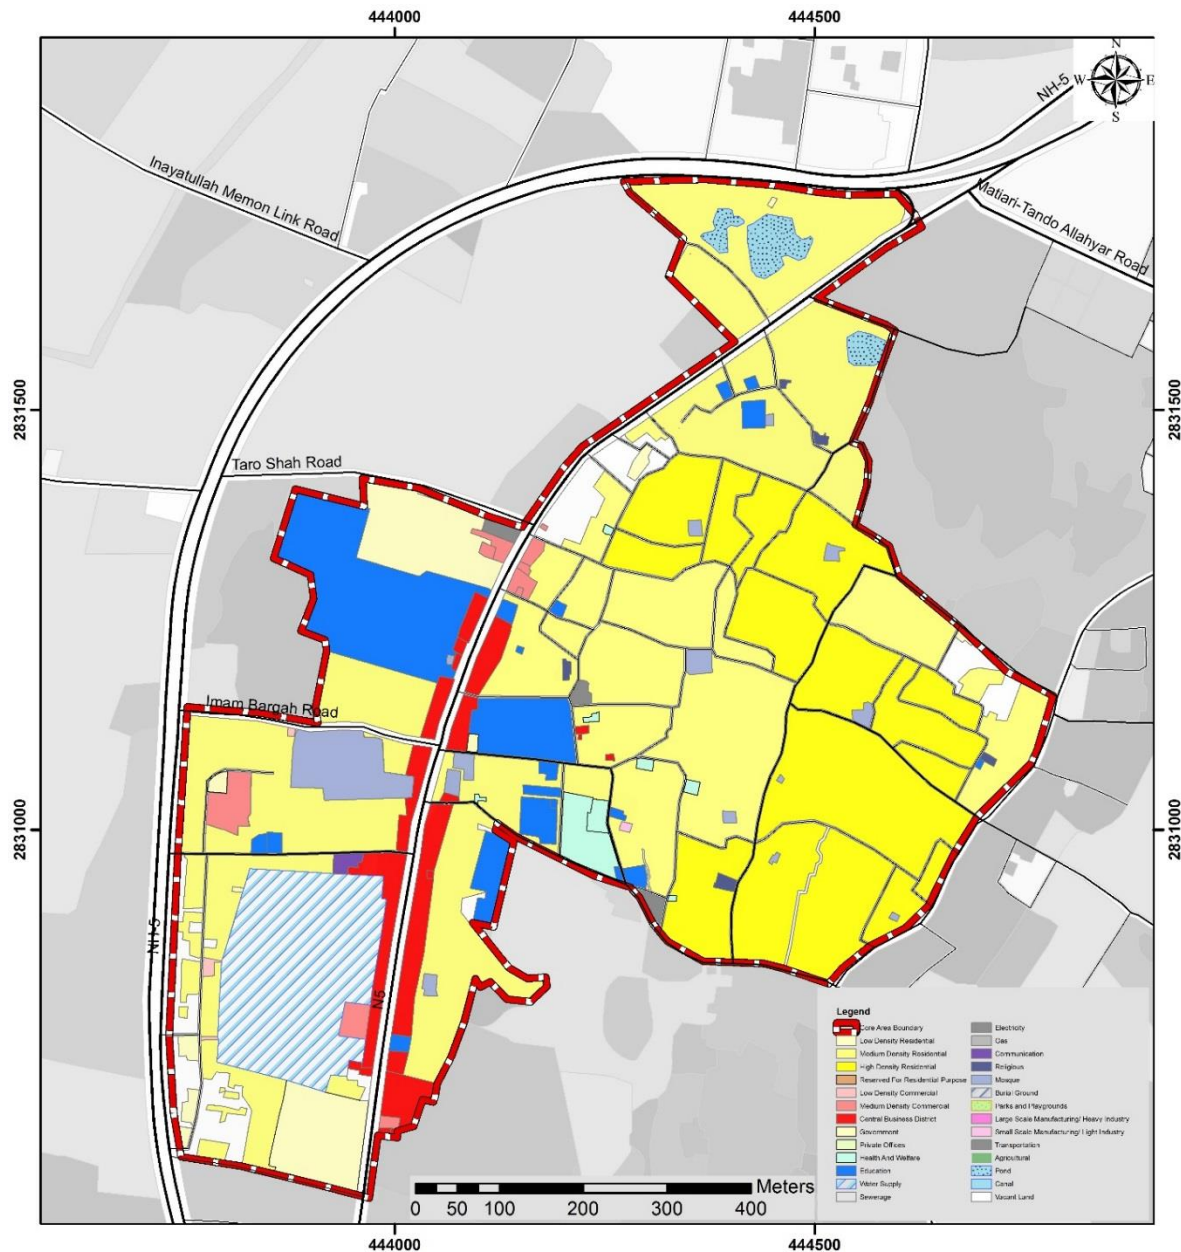 444000
444500
N
W
E
S
NH-5
Inayatullah Memon Link Road
Matiari-Tando Allahyar Road
2831500
2831500
Taro Shah Road
Imam Bargah Road
2831000
2831000
NH-5
N5
Legend
Core Area Boundary
Low Density Residential
Medium Density Residential
High Density Residential
Reserved For Residential Purpose
Low Density Commercial
Medium Density Commercial
Central Business District
Government
Private Offices
Health And Welfare
Education
Water Supply
Sewerage
Electricity
Gas
Communication
Religious
Mosque
Burial Ground
Parks and Playgrounds
Large Scale Manufacturing/ Heavy Industry
Small Scale Manufacturing/ Light Industry
Transportation
Agricultural
Pond
Canal
Vacant Land
Meters
0 50 100 200 300 400
444000
444500